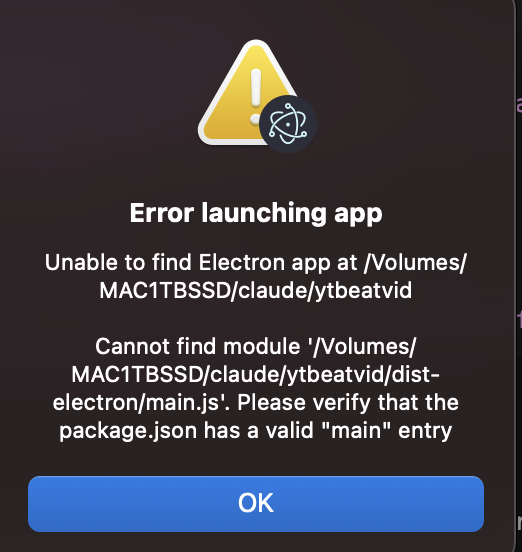 Error launching app
Unable to find Electron app at /Volumes/
MAC1TBSSD/claude/ytbeatvid
Cannot find module '/Volumes/
MAC1TBSSD/claude/ytbeatvid/dist-
electron/main.js'. Please verify that the
package.json has a valid "main" entry
OK